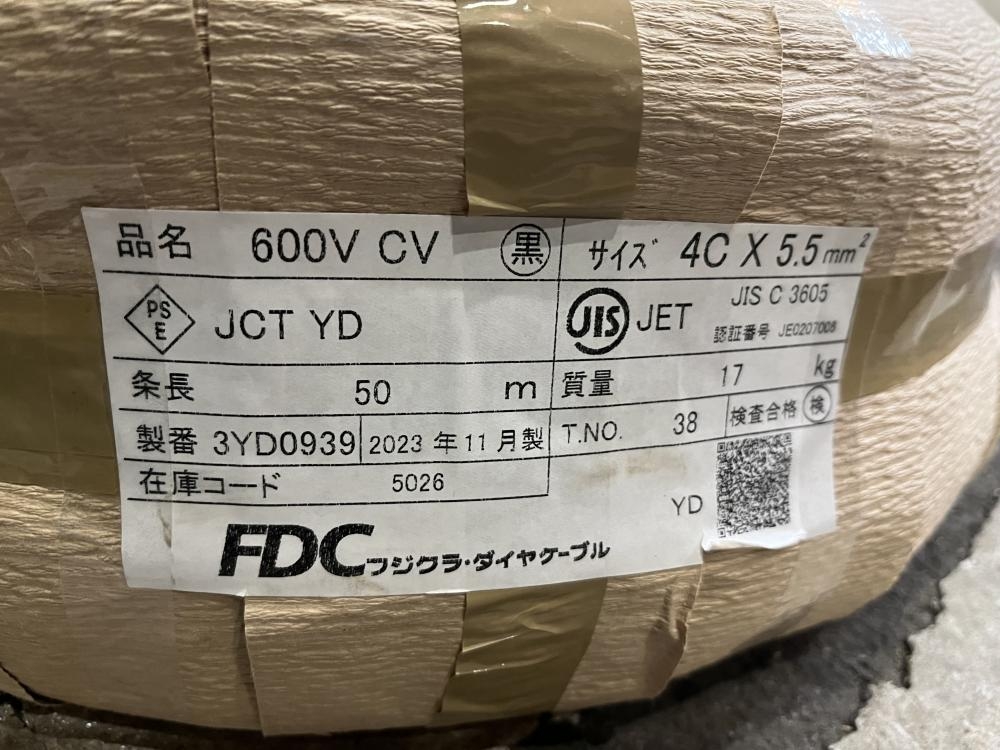 品名 600V CV 黒 サイズ 4C X 5.5mm²
PS E JCT YD JIS JET JIS C 3605
認証番号 JE0207008
条長 50 m 質量 17 kg
製番 3YD0939 2023 年 11 月製 T.NO. 38 検査合格 検
在庫コード 5026
YD
FDC フジクラ・ダイヤケーブル